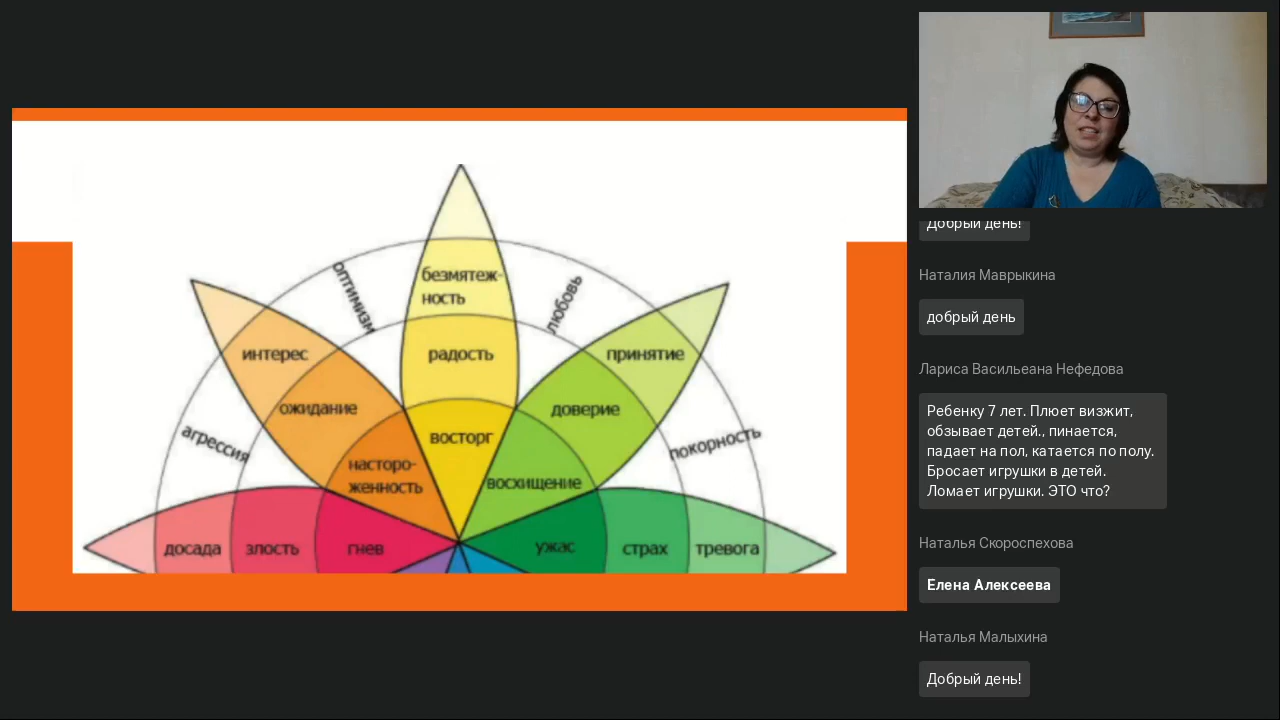 безмятеж-
ность
оптимизм
любовь
интерес
радость
принятие
ожидание
доверие
агрессия
восторг
покорность
насторо-
женность
восхищение
досада
злость
гнев
ужас
страх
тревога
Добрый день!
Наталия Маврыкина
добрый день
Лариса Васильеана Нефедова
Ребенку 7 лет. Плюет визжит,
обзывает детей., пинается,
падает на пол, катается по полу.
Бросает игрушки в детей.
Ломает игрушки. ЭТО что?
Наталья Скороспехова
Елена Алексеева
Наталья Малыхина
Добрый день!